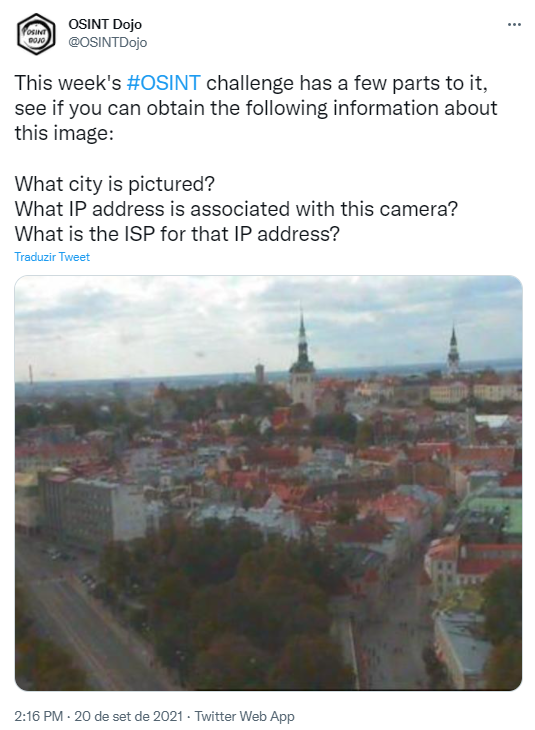 OSINT DOJO
OSINT Dojo
@OSINTDojo
This week's #OSINT challenge has a few parts to it,
see if you can obtain the following information about
this image:
What city is pictured?
What IP address is associated with this camera?
What is the ISP for that IP address?
Traduzir Tweet
2:16 PM · 20 de set de 2021 · Twitter Web App